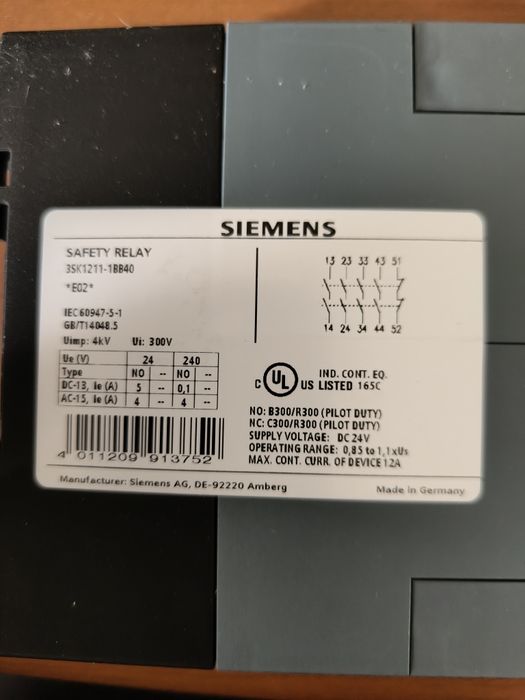 SIEMENS
SAFETY RELAY
3SK1211-1BB40
*E02*
IEC 60947-5-1
GB/T14048.5
Uimp: 4kV Ui: 300V
Ue (V) 24 240
Type NO -- NO --
DC-13, Ie (A) 5 -- 0,1 --
AC-15, Ie (A) 4 -- 4 --
4 011209 913752
13 23 33 43 51
14 24 34 44 52
C UL US LISTED
IND. CONT. EQ.
165C
NO: B300/R300 (PILOT DUTY)
NC: C300/R300 (PILOT DUTY)
SUPPLY VOLTAGE: DC 24V
OPERATING RANGE: 0,85 to 1,1xUs
MAX. CONT. CURR. OF DEVICE 12A
Manufacturer: Siemens AG, DE-92220 Amberg
Made in Germany